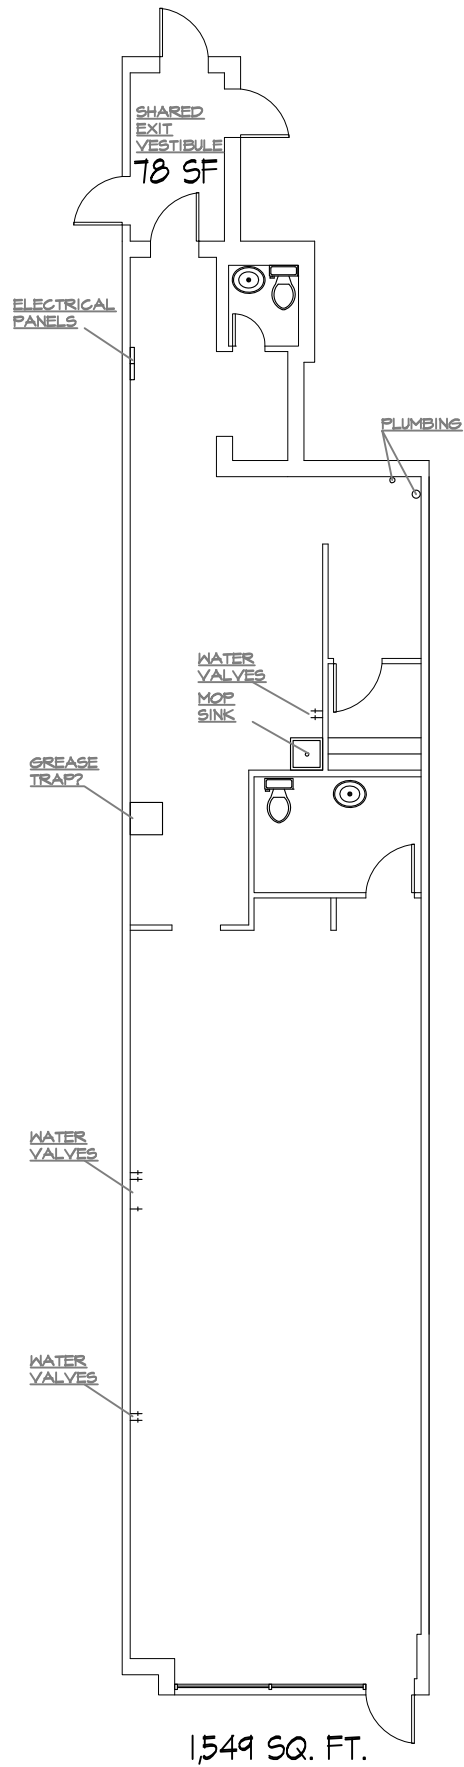 SHARED
EXIT
VESTIBULE
78 SF
ELECTRICAL
PANELS
PLUMBING
WATER
VALVES
MOP
SINK
GREASE
TRAP?
WATER
VALVES
WATER
VALVES
1,549 SQ. FT.